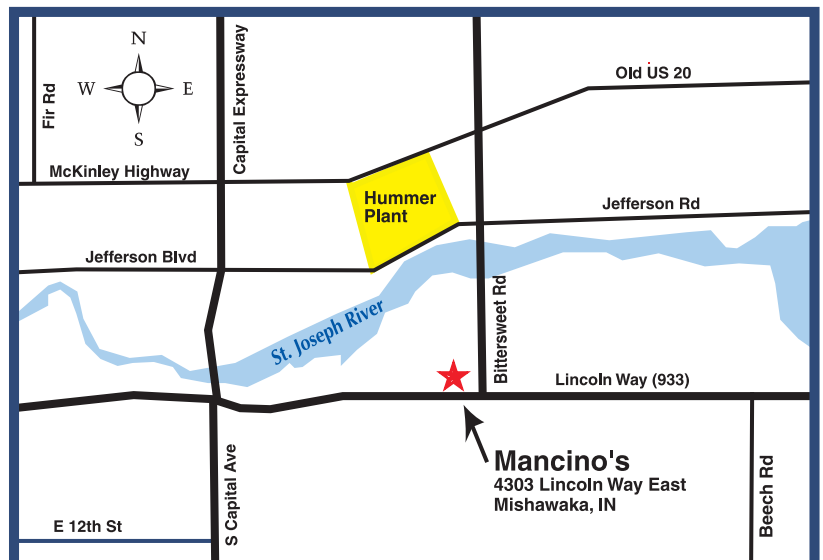 N
W E
S
Fir Rd
Capital Expressway
Old US 20
McKinley Highway
Hummer
Plant
Jefferson Rd
Jefferson Blvd
St. Joseph River
Bittersweet Rd
Lincoln Way (933)
Mancino's
4303 Lincoln Way East
Mishawaka, IN
S Capital Ave
Beech Rd
E 12th St